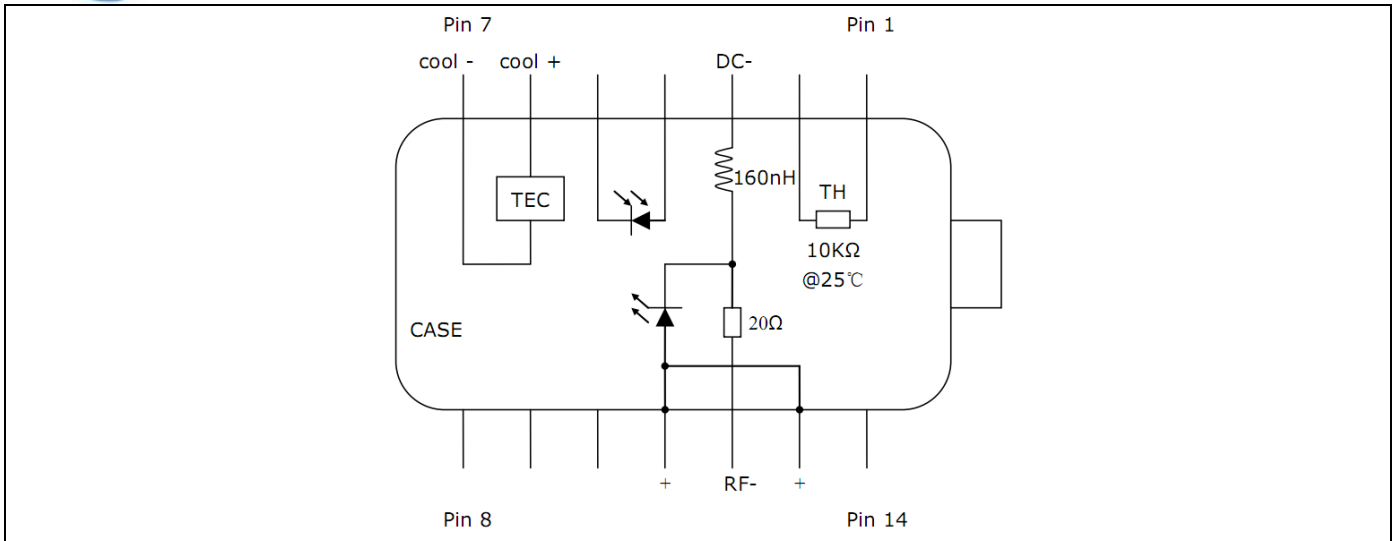 Pin 7 Pin 1
cool - cool + DC-
160nH
TEC
TH
10KΩ
@25℃
CASE
20Ω
+ RF- +
Pin 8 Pin 14